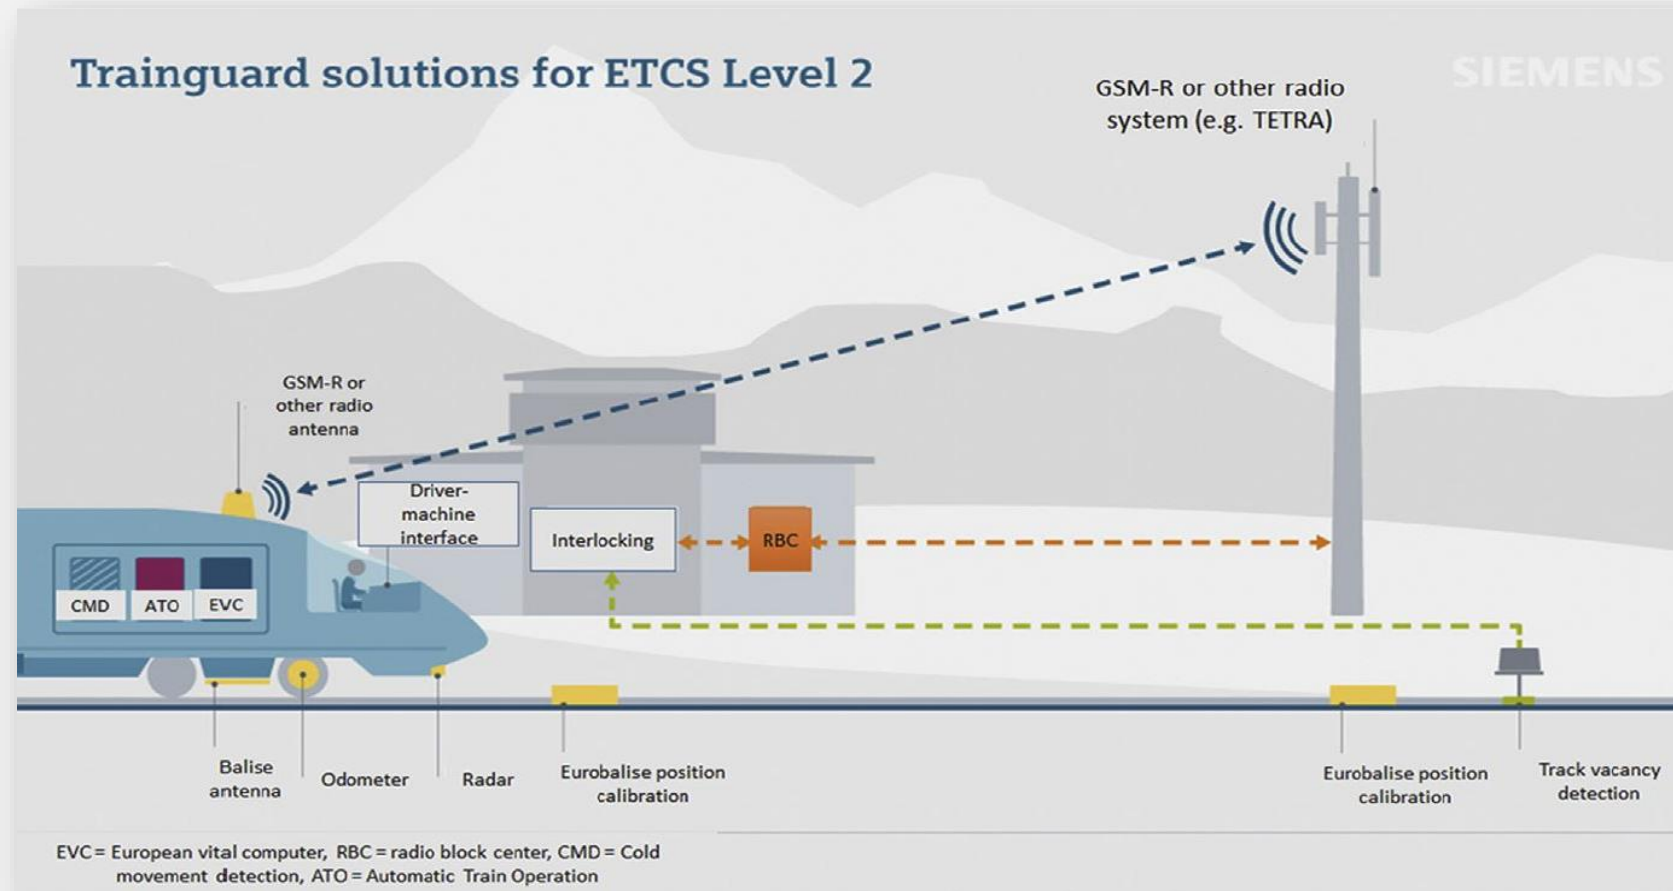 Trainguard solutions for ETCS Level 2
SIEMENS
GSM-R or other radio
system (e.g. TETRA)
GSM-R or
other radio
antenna
Driver-
machine
interface
Interlocking
RBC
CMD
ATO
EVC
Balise
antenna
Odometer
Radar
Eurobalise position
calibration
Eurobalise position
calibration
Track vacancy
detection
EVC = European vital computer, RBC = radio block center, CMD = Cold
movement detection, ATO = Automatic Train Operation